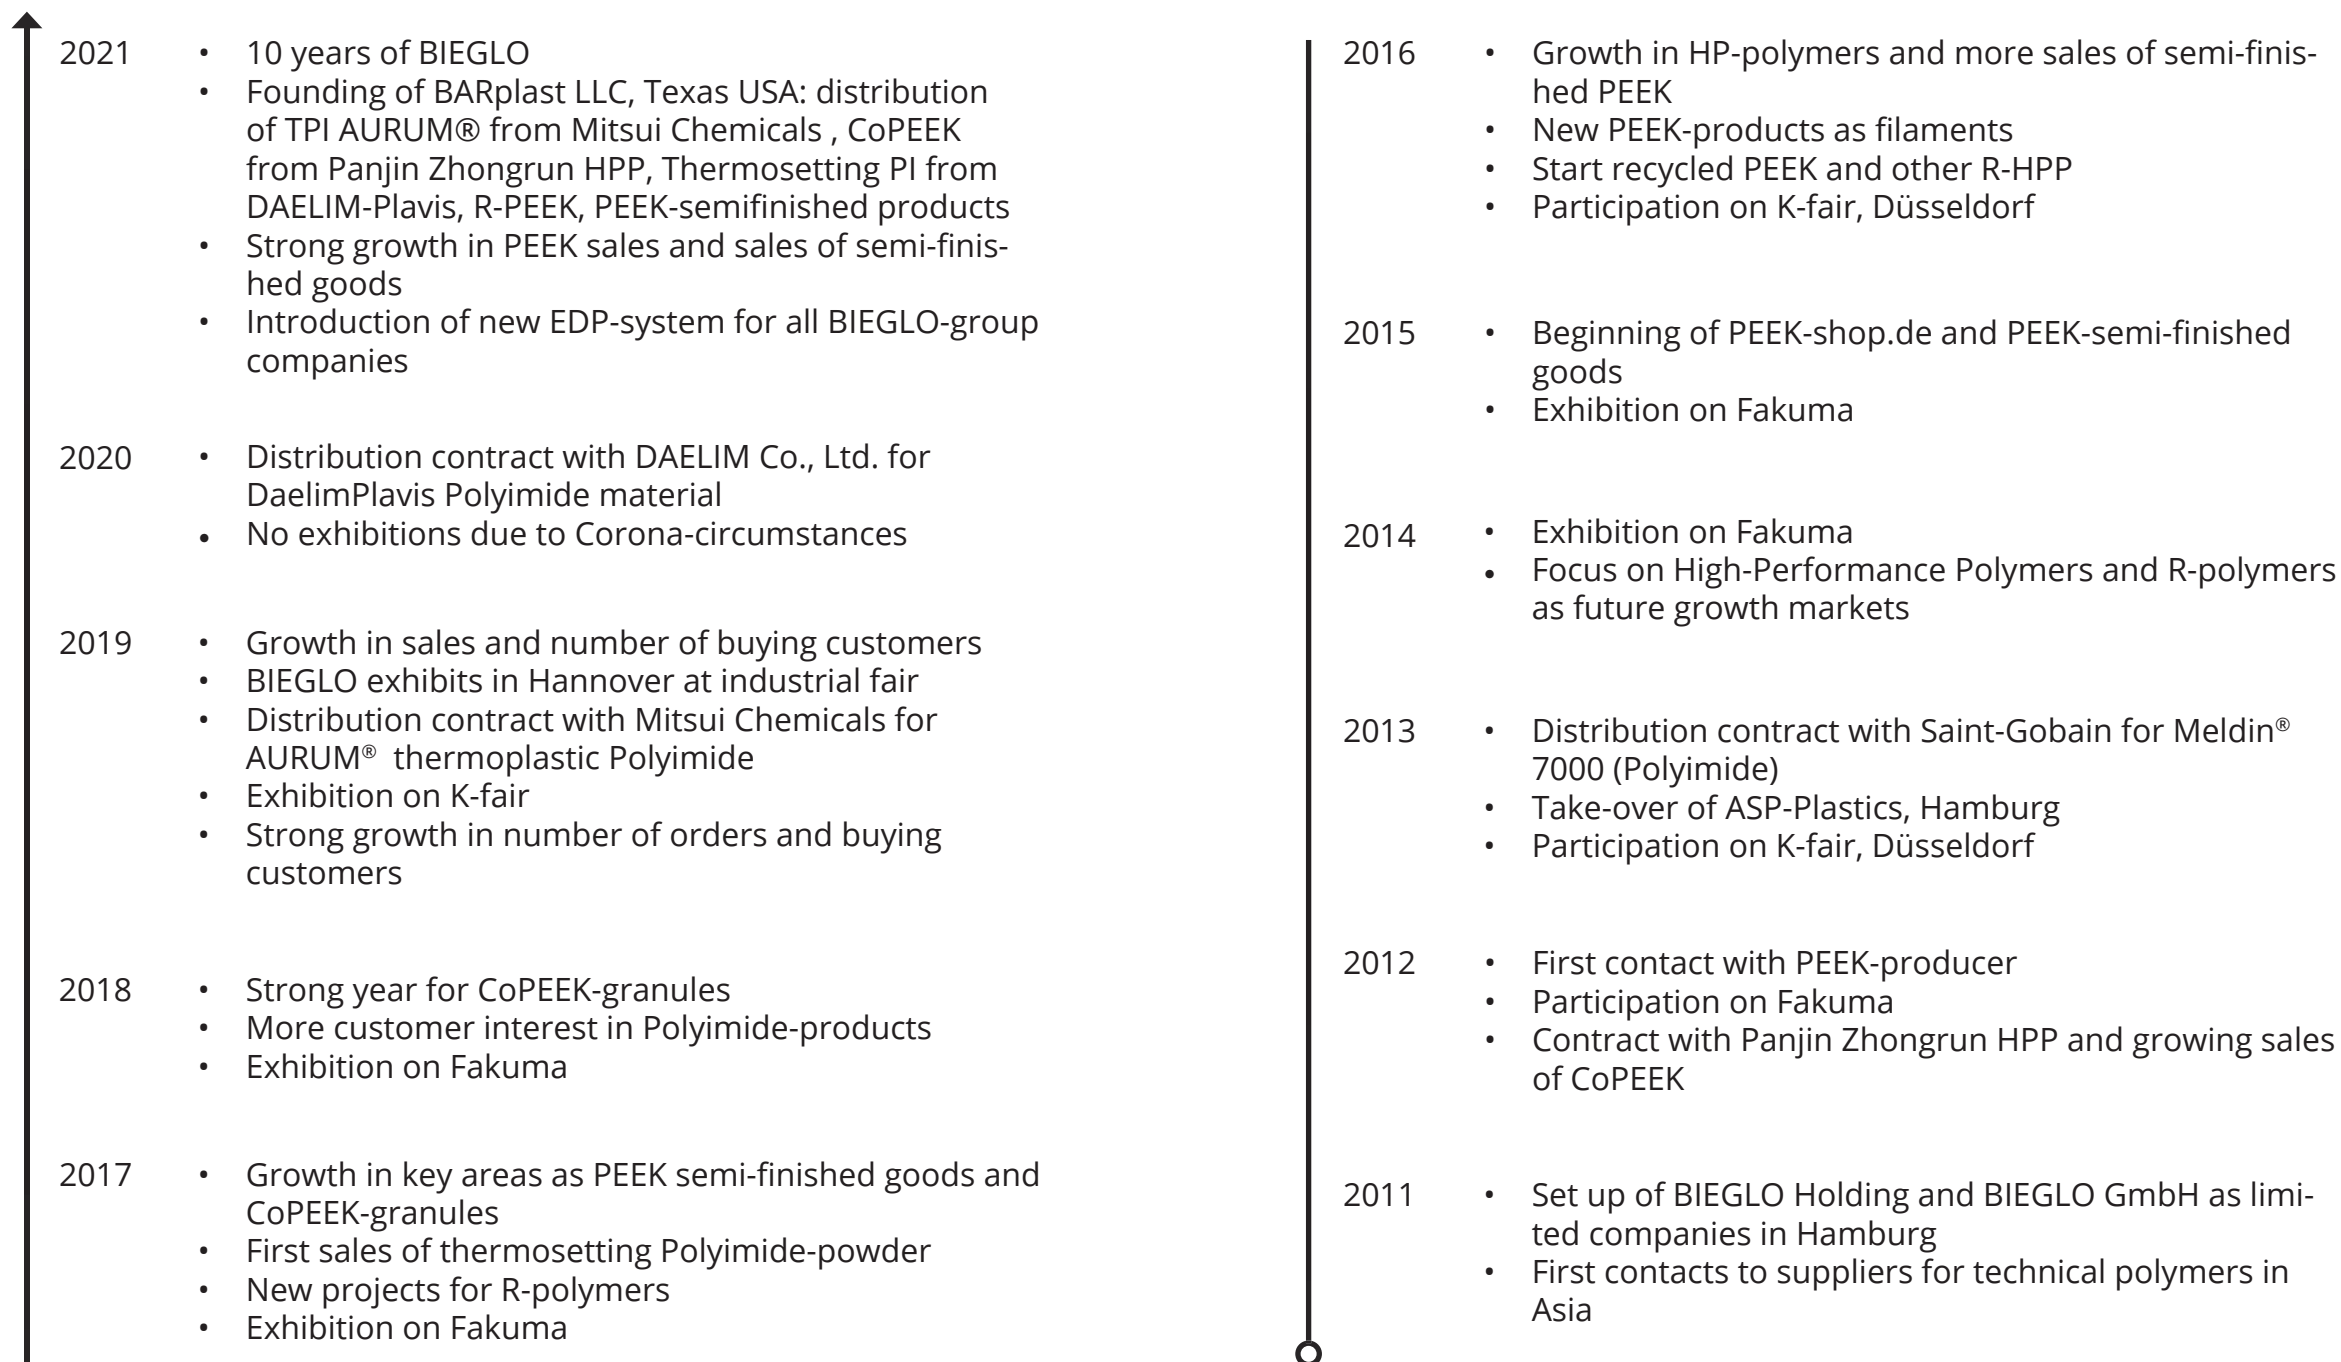 2021
• 10 years of BIEGLO
• Founding of BARplast LLC, Texas USA: distribution
of TPI AURUM® from Mitsui Chemicals , CoPEEK
from Panjin Zhongrun HPP, Thermosetting PI from
DAELIM-Plavis, R-PEEK, PEEK-semifinished products
• Strong growth in PEEK sales and sales of semi-finis-
hed goods
• Introduction of new EDP-system for all BIEGLO-group
companies
2020
• Distribution contract with DAELIM Co., Ltd. for
DaelimPlavis Polyimide material
• No exhibitions due to Corona-circumstances
2019
• Growth in sales and number of buying customers
• BIEGLO exhibits in Hannover at industrial fair
• Distribution contract with Mitsui Chemicals for
AURUM® thermoplastic Polyimide
• Exhibition on K-fair
• Strong growth in number of orders and buying
customers
2018
• Strong year for CoPEEK-granules
• More customer interest in Polyimide-products
• Exhibition on Fakuma
2017
• Growth in key areas as PEEK semi-finished goods and
CoPEEK-granules
• First sales of thermosetting Polyimide-powder
• New projects for R-polymers
• Exhibition on Fakuma
2016
• Growth in HP-polymers and more sales of semi-finis-
hed PEEK
• New PEEK-products as filaments
• Start recycled PEEK and other R-HPP
• Participation on K-fair, Düsseldorf
2015
• Beginning of PEEK-shop.de and PEEK-semi-finished
goods
• Exhibition on Fakuma
2014
• Exhibition on Fakuma
• Focus on High-Performance Polymers and R-polymers
as future growth markets
2013
• Distribution contract with Saint-Gobain for Meldin®
7000 (Polyimide)
• Take-over of ASP-Plastics, Hamburg
• Participation on K-fair, Düsseldorf
2012
• First contact with PEEK-producer
• Participation on Fakuma
• Contract with Panjin Zhongrun HPP and growing sales
of CoPEEK
2011
• Set up of BIEGLO Holding and BIEGLO GmbH as limi-
ted companies in Hamburg
• First contacts to suppliers for technical polymers in
Asia